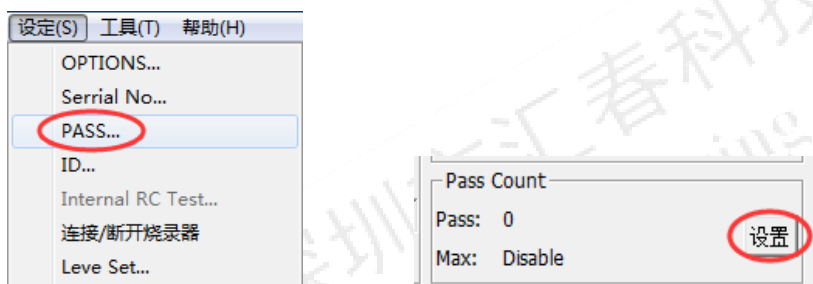 设定(S) 工具(T) 帮助(H)
OPTIONS...
Serrial No...
PASS...
ID...
Internal RC Test...
连接/断开烧录器
Leve Set...
Pass Count
Pass: 0
设置
Max: Disable